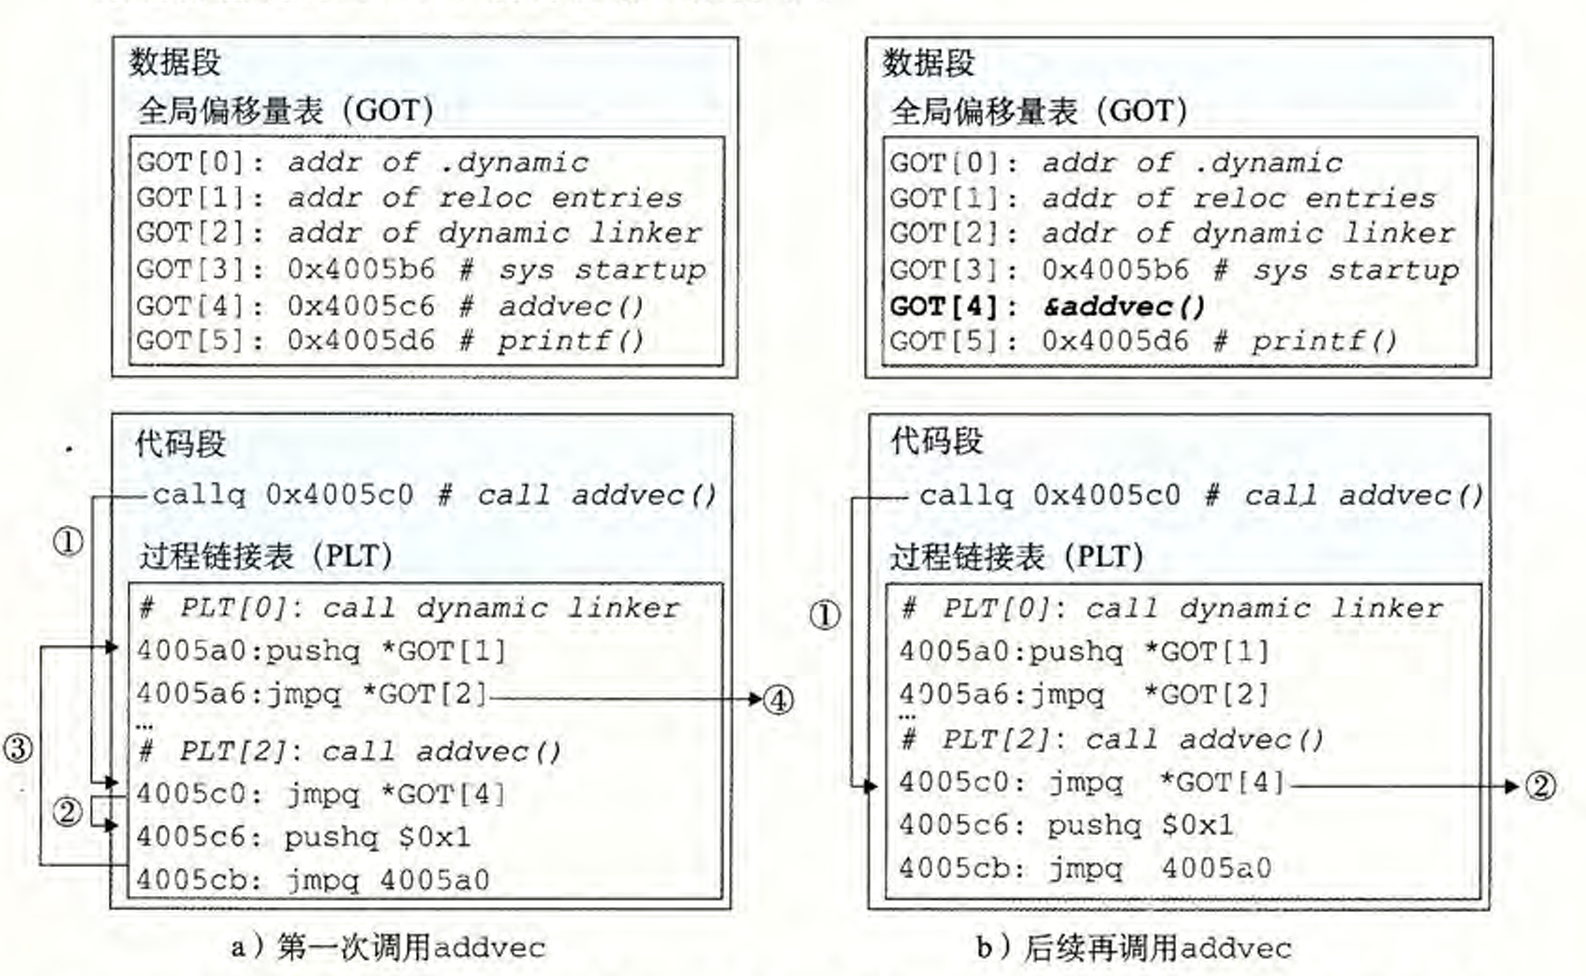 数据段
全局偏移量表（GOT）
GOT[0]: addr of .dynamic
GOT[1]: addr of reloc entries
GOT[2]: addr of dynamic linker
GOT[3]: 0x4005b6 # sys startup
GOT[4]: 0x4005c6 # addvec()
GOT[5]: 0x4005d6 # printf()
代码段
callq 0x4005c0 # call addvec()
①
过程链接表（PLT）
# PLT[0]: call dynamic linker
4005a0:pushq *GOT[1]
4005a6:jmpq *GOT[2]
④
…
③
# PLT[2]: call addvec()
4005c0: jmpq *GOT[4]
②
4005c6: pushq $0x1
4005cb: jmpq 4005a0
a）第一次调用addvec
数据段
全局偏移量表（GOT）
GOT[0]: addr of .dynamic
GOT[1]: addr of reloc entries
GOT[2]: addr of dynamic linker
GOT[3]: 0x4005b6 # sys startup
GOT[4]: &addvec()
GOT[5]: 0x4005d6 # printf()
代码段
callq 0x4005c0 # call addvec()
过程链接表（PLT）
①
# PLT[0]: call dynamic linker
4005a0:pushq *GOT[1]
4005a6:jmpq *GOT[2]
…
# PLT[2]: call addvec()
4005c0: jmpq *GOT[4]
②
4005c6: pushq $0x1
4005cb: jmpq 4005a0
b）后续再调用addvec